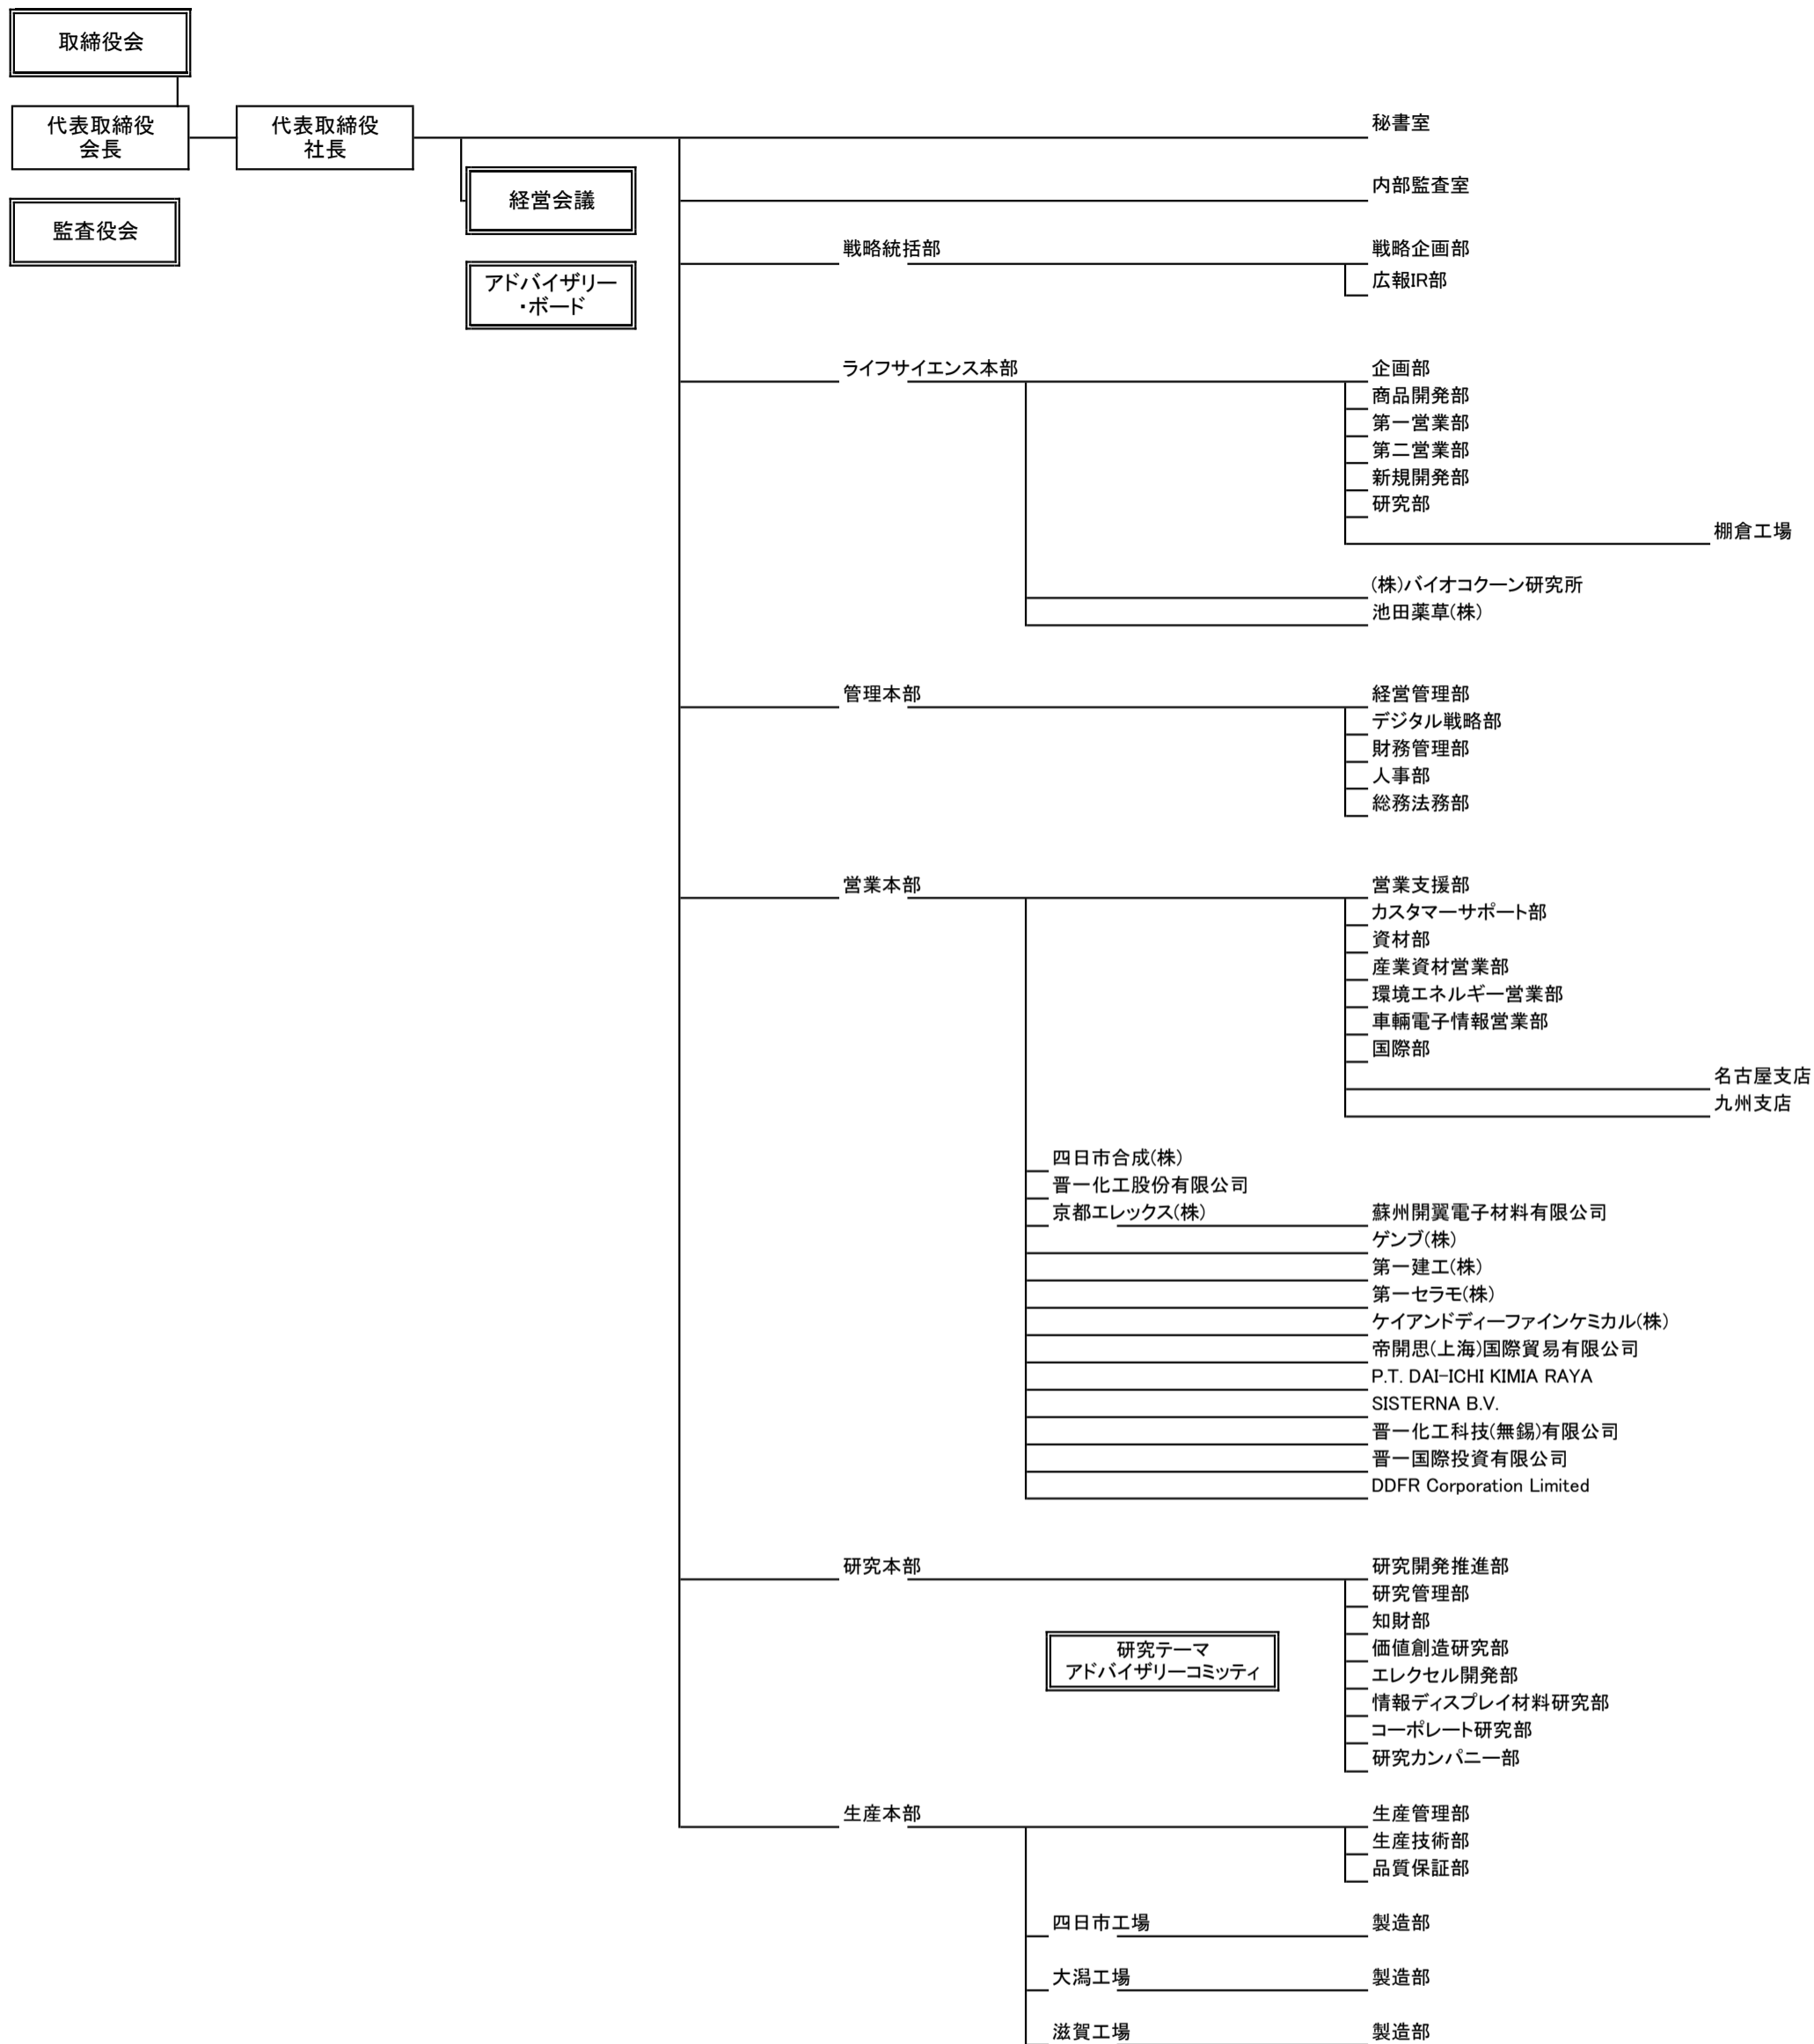 取締役会
代表取締役
会長
代表取締役
社長
秘書室
経営会議
内部監査室
監査役会
戦略統括部
戦略企画部
アドバイザリー
・ボード
広報IR部
ライフサイエンス本部
企画部
商品開発部
第一営業部
第二営業部
新規開発部
研究部
棚倉工場
(株)バイオコクーン研究所
池田薬草(株)
管理本部
経営管理部
デジタル戦略部
財務管理部
人事部
総務法務部
営業本部
営業支援部
カスタマーサポート部
資材部
産業資材営業部
環境エネルギー営業部
車輛電子情報営業部
国際部
名古屋支店
九州支店
四日市合成(株)
晋一化工股份有限公司
京都エレックス(株)
蘇州開翼電子材料有限公司
ゲンブ(株)
第一建工(株)
第一セラモ(株)
ケイアンドディーファインケミカル(株)
帝開思(上海)国際貿易有限公司
P.T. DAI-ICHI KIMIA RAYA
SISTERNA B.V.
晋一化工科技(無錫)有限公司
晋一国際投資有限公司
DDFR Corporation Limited
研究本部
研究開発推進部
研究管理部
知財部
研究テーマ
アドバイザリーコミッティ
価値創造研究部
エレクセル開発部
情報ディスプレイ材料研究部
コーポレート研究部
研究カンパニー部
生産本部
生産管理部
生産技術部
品質保証部
四日市工場
製造部
大潟工場
製造部
滋賀工場
製造部